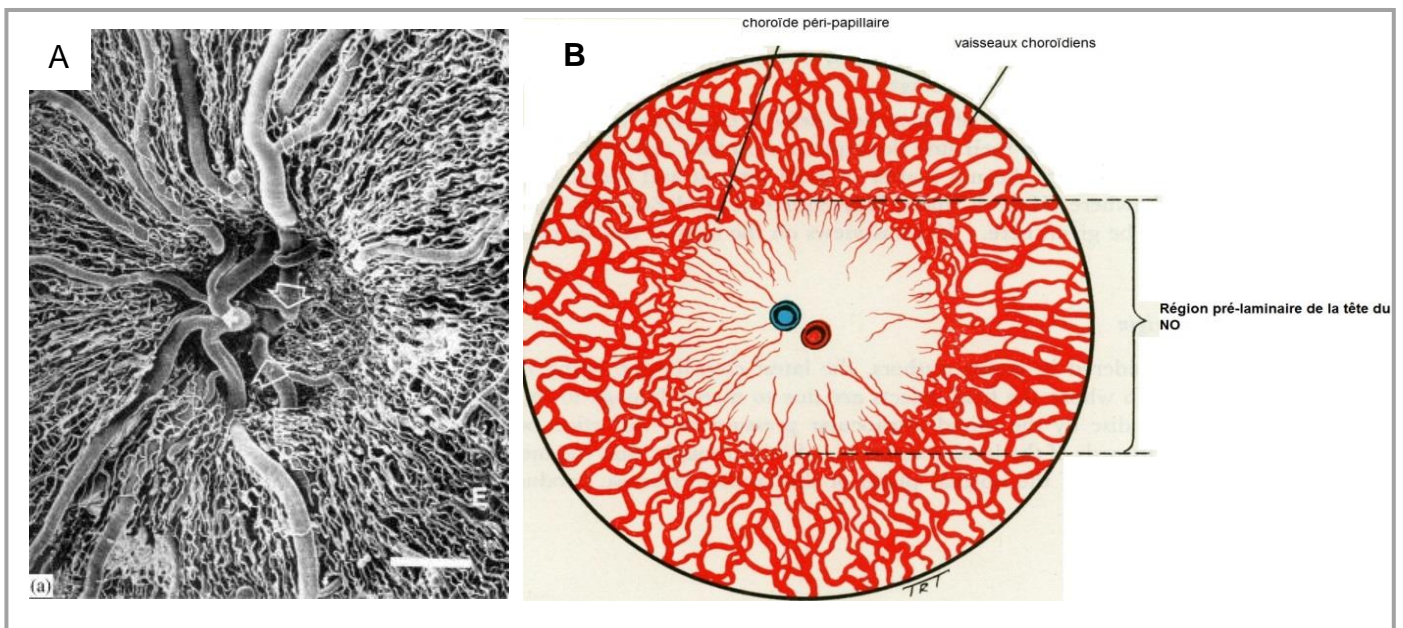 A
(a)
E
B
choroïde péri-papillaire
vaisseaux choroïdiens
Région pré-laminaire de la tête du
NO
TRT